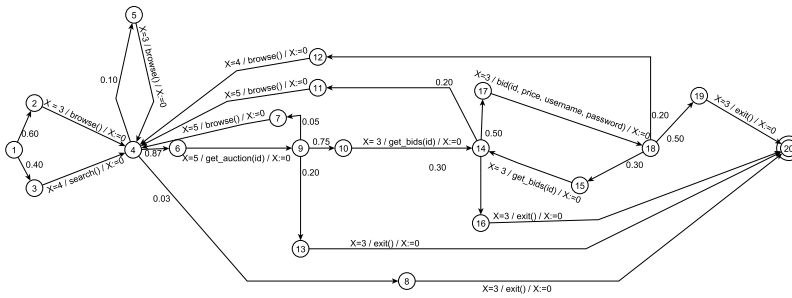 5
X=3 / browse() / X:=0
0.10
X=4 / browse() / X:=0
12
X=5 / browse() / X:=0
11
0.20
17
X=3 / bid(id, price, username, password) / X:=0
0.20
19
X=3 / exit() / X:=0
2
X = 3 / browse() / X:=0
0.60
X=5 / browse() / X:=0
7
0.05
0.50
0.50
1
4
0.87
6
X=5 / get_auction(id) / X:=0
9
0.75
10
X= 3 / get_bids(id) / X:=0
14
18
20
0.40
3
X=4 / search() / X:=0
0.20
0.30
X= 3 / get_bids(id) / X:=0
15
0.30
0.03
16
X=3 / exit() / X:=0
13
X=3 / exit() / X:=0
8
X=3 / exit() / X:=0